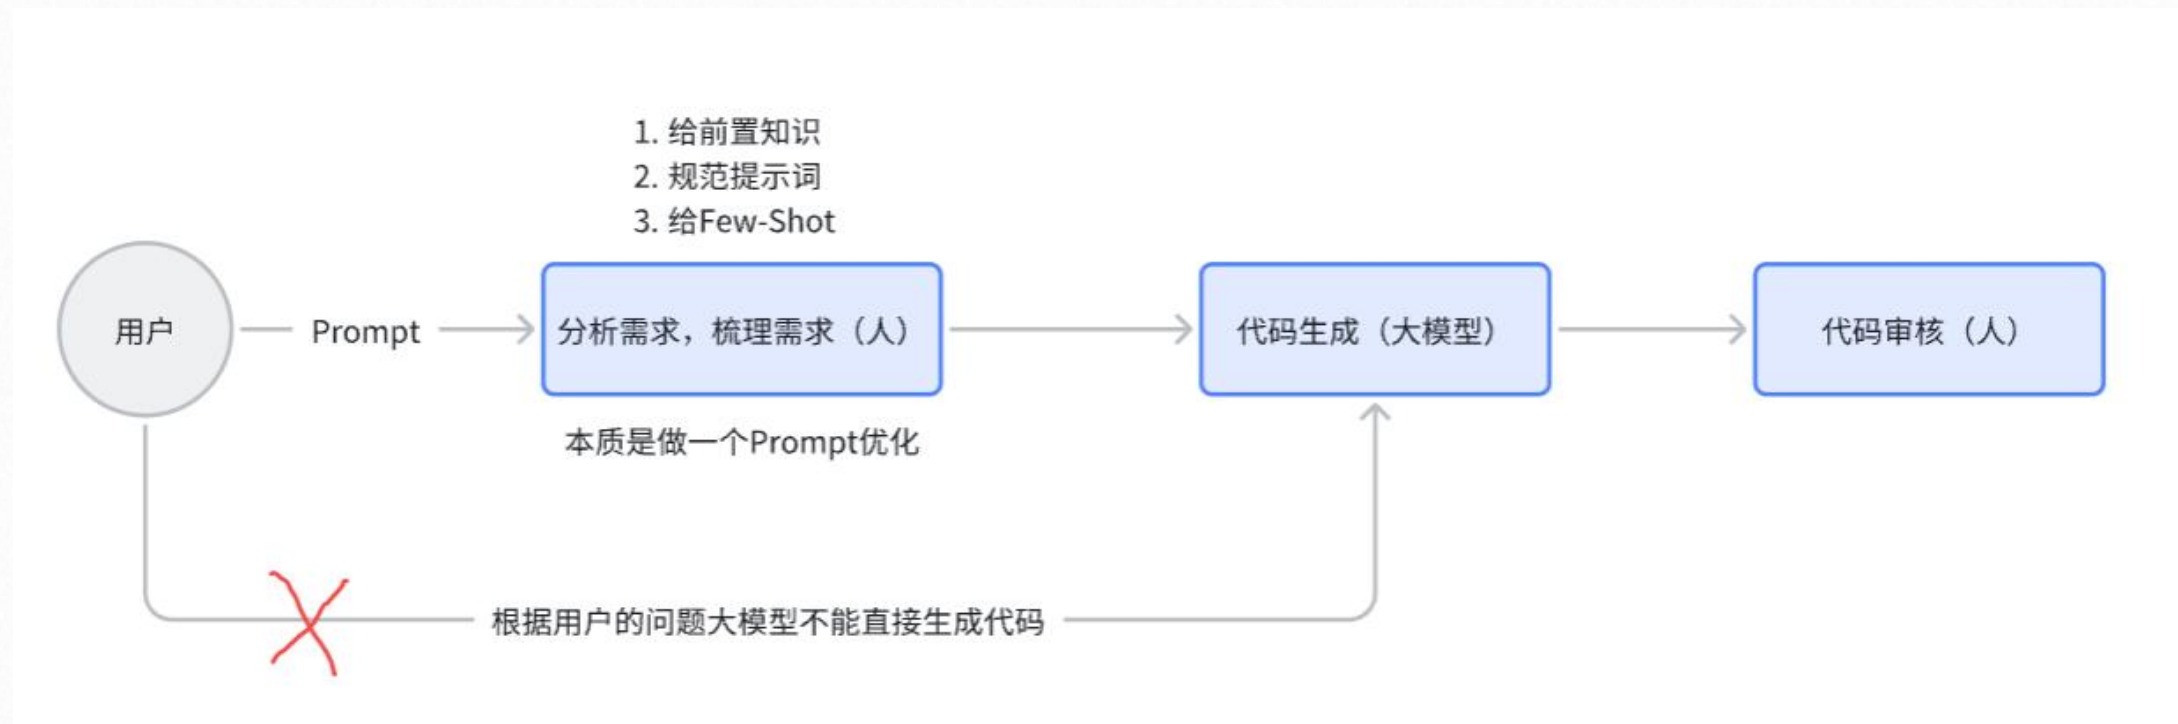 1. 给前置知识
2. 规范提示词
3. 给Few-Shot
用户
Prompt
分析需求，梳理需求（人）
代码生成（大模型）
代码审核（人）
本质是做一个Prompt优化
根据用户的问题大模型不能直接生成代码